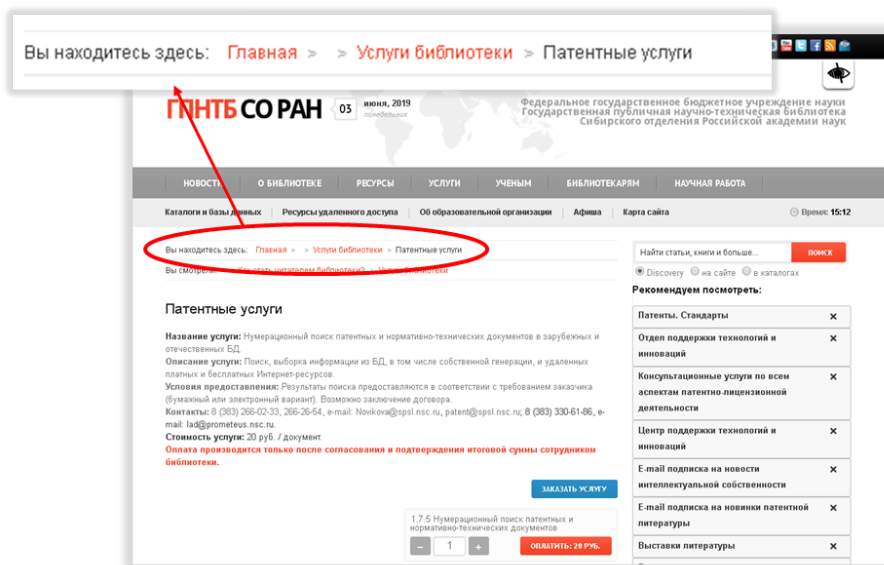 Вы находитесь здесь: Главная > > Услуги библиотеки > Патентные услуги
ГПНТБ СО РАН
03
июня, 2019
понедельник
Федеральное государственное бюджетное учреждение науки
Государственная публичная научно-техническая библиотека
Сибирского отделения Российской академии наук
НОВОСТИ О БИБЛИОТЕКЕ РЕСУРСЫ УСЛУГИ УЧЕНЫМ БИБЛИОТЕКАРЯМ НАУЧНАЯ РАБОТА
Каталоги и базы данных Ресурсы удаленного доступа Об образовательной организации Афиша Карта сайта Время: 15:12
Вы находитесь здесь: Главная > > Услуги библиотеки > Патентные услуги
Вы смотрели: Как стать читателем библиотеки? > Услуги библиотеки
Патентные услуги
Название услуги: Нумерационный поиск патентных и нормативно-технических документов в зарубежных и
отечественных БД.
Описание услуги: Поиск, выборка информации из БД, в том числе собственной генерации, и удаленных
платных и бесплатных Интернет-ресурсов.
Условия предоставления: Результаты поиска предоставляются в соответствии с требованием заказчика
(бумажный или электронный вариант). Возможно заключение договора.
Контакты: 8 (383) 266-02-33, 266-26-54, e-mail: Novikova@spsl.nsc.ru, patent@spsl.nsc.ru; 8 (383) 330-61-86, e-
mail: lad@prometeus.nsc.ru.
Стоимость услуги: 20 руб. / документ.
Оплата производится только после согласования и подтверждения итоговой суммы сотрудником
библиотеки.
ЗАКАЗАТЬ УСЛУГУ
1.7.5 Нумерационный поиск патентных и
нормативно-технических документов
– 1 + ОПЛАТИТЬ: 20 РУБ.
Найти статьи, книги и больше... ПОИСК
Discovery на сайте в каталогах
Рекомендуем посмотреть:
Патенты. Стандарты ×
Отдел поддержки технологий и ×
инноваций
Консультационные услуги по всем ×
аспектам патентно-лицензионной
деятельности
Центр поддержки технологий и ×
инноваций
E-mail подписка на новости ×
интеллектуальной собственности
E-mail подписка на новинки патентной ×
литературы
Выставки литературы ×